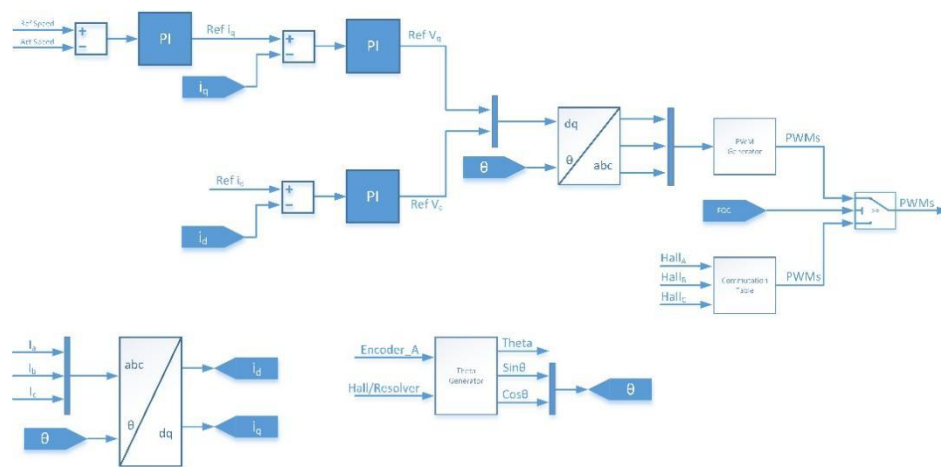 Ref Speed
Act Speed
+
−
PI
Ref iq
+
−
PI
Ref Vq
iq
dq
θ
abc
θ
PWM
Generator
PWMs
Ref
+
−
PI
Ref
id
FOC
>=
PWMs
HallA
HallB
HallC
Commutation
Table
PWMs
Ia
Ib
Ic
abc
θ
dq
θ
id
iq
Encoder_A
Hall/Resolver
Theta
Generator
Theta
Sinθ
Cosθ
θ